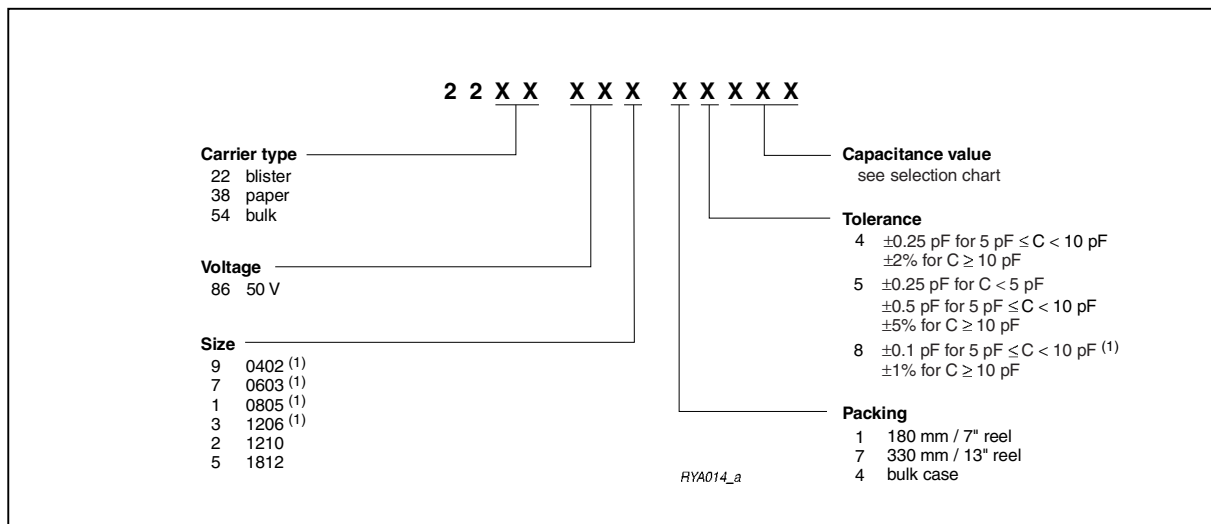 2 2 X X X X X X X X X X
Carrier type
22 blister
38 paper
54 bulk
Voltage
86 50 V
Size
9 0402 (1)
7 0603 (1)
1 0805 (1)
3 1206 (1)
2 1210
5 1812
Capacitance value
see selection chart
Tolerance
4 ±0.25 pF for 5 pF ≤ C < 10 pF
±2% for C ≥ 10 pF
5 ±0.25 pF for C < 5 pF
±0.5 pF for 5 pF ≤ C < 10 pF
±5% for C ≥ 10 pF
8 ±0.1 pF for 5 pF ≤ C < 10 pF (1)
±1% for C ≥ 10 pF
Packing
1 180 mm / 7" reel
7 330 mm / 13" reel
4 bulk case
RYA014_a